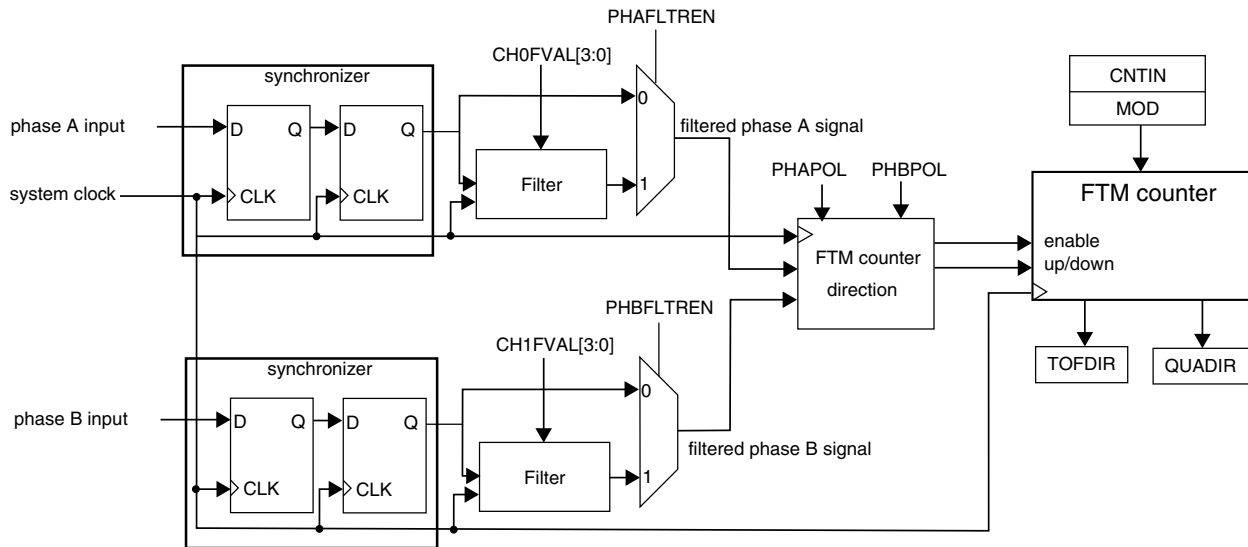 PHAFLTREN
CH0FVAL[3:0]
synchronizer
CNTIN
MOD
0
phase A input
D
Q
D
Q
filtered phase A signal
Filter
1
PHAPOL
PHBPOL
system clock
CLK
CLK
FTM counter
enable
up/down
FTM counter
direction
PHBFLTREN
CH1FVAL[3:0]
synchronizer
TOFDIR
QUADIR
0
phase B input
D
Q
D
Q
filtered phase B signal
Filter
1
CLK
CLK